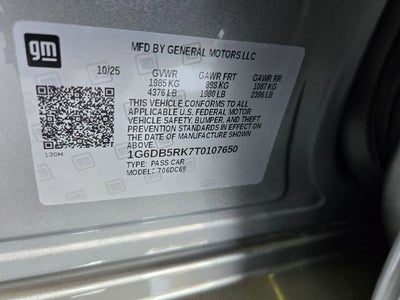 gm
MFD BY GENERAL MOTORS LLC
10/25 GVWR GAWR FRT GAWR RR
1985 KG 898 KG 1087 KG
4376 LB 1980 LB 2396 LB
THIS VEHICLE CONFORMS TO ALL
APPLICABLE U.S. FEDERAL MOTOR
VEHICLE SAFETY, BUMPER, AND THEFT
PREVENTION STANDARDS IN EFFECT ON
THE DATE OF MANUFACTURE SHOWN
ABOVE.
1G6DB5RK7T0107650
TYPE: PASS CAR
MODEL: T06DC69